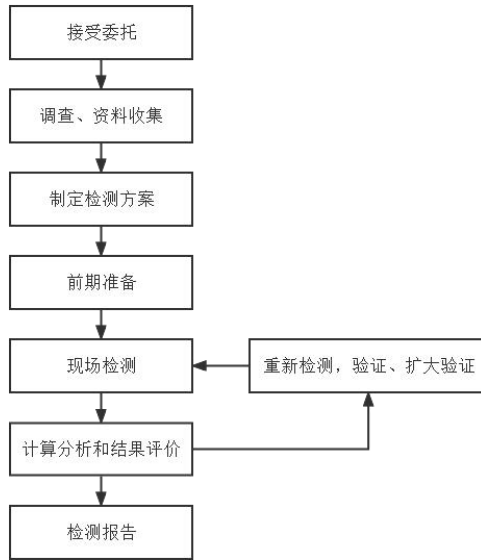 接受委托
调查、资料收集
制定检测方案
前期准备
现场检测
重新检测，验证、扩大验证
计算分析和结果评价
检测报告